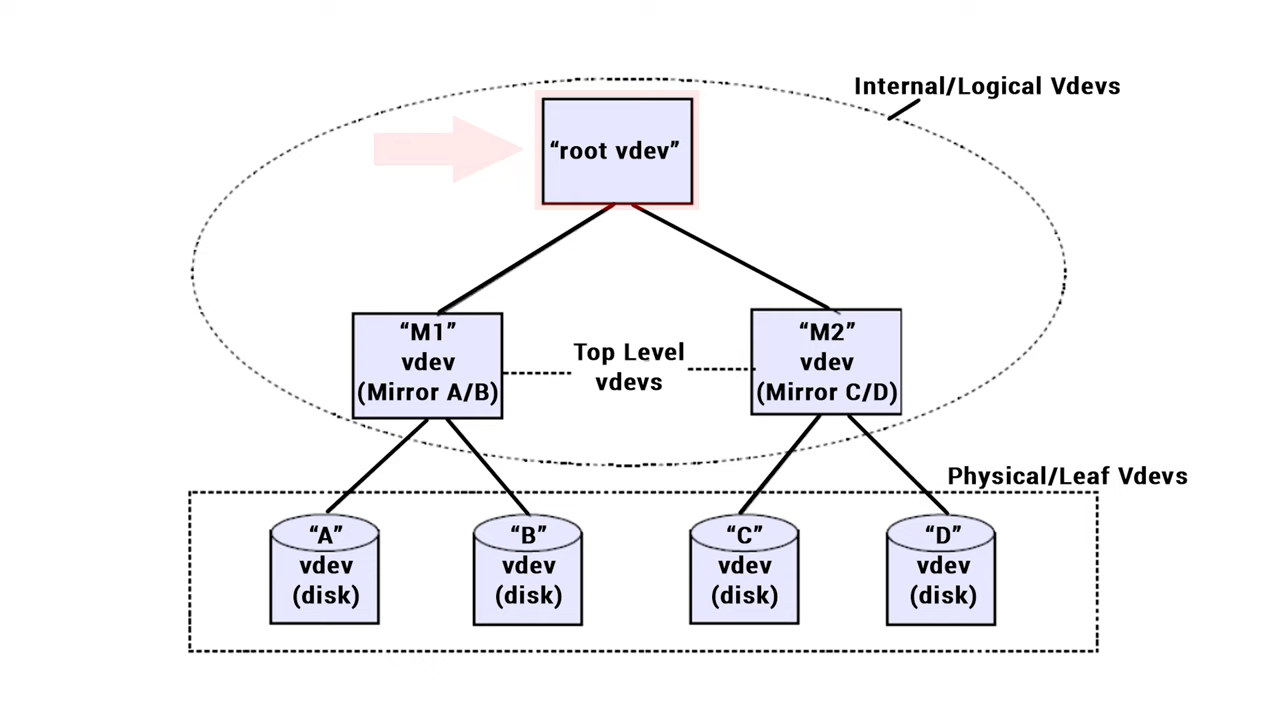 Internal/Logical Vdevs
“root vdev”
“M1”
vdev
(Mirror A/B)
Top Level
vdevs
“M2”
vdev
(Mirror C/D)
Physical/Leaf Vdevs
“A”
vdev
(disk)
“B”
vdev
(disk)
“C”
vdev
(disk)
“D”
vdev
(disk)